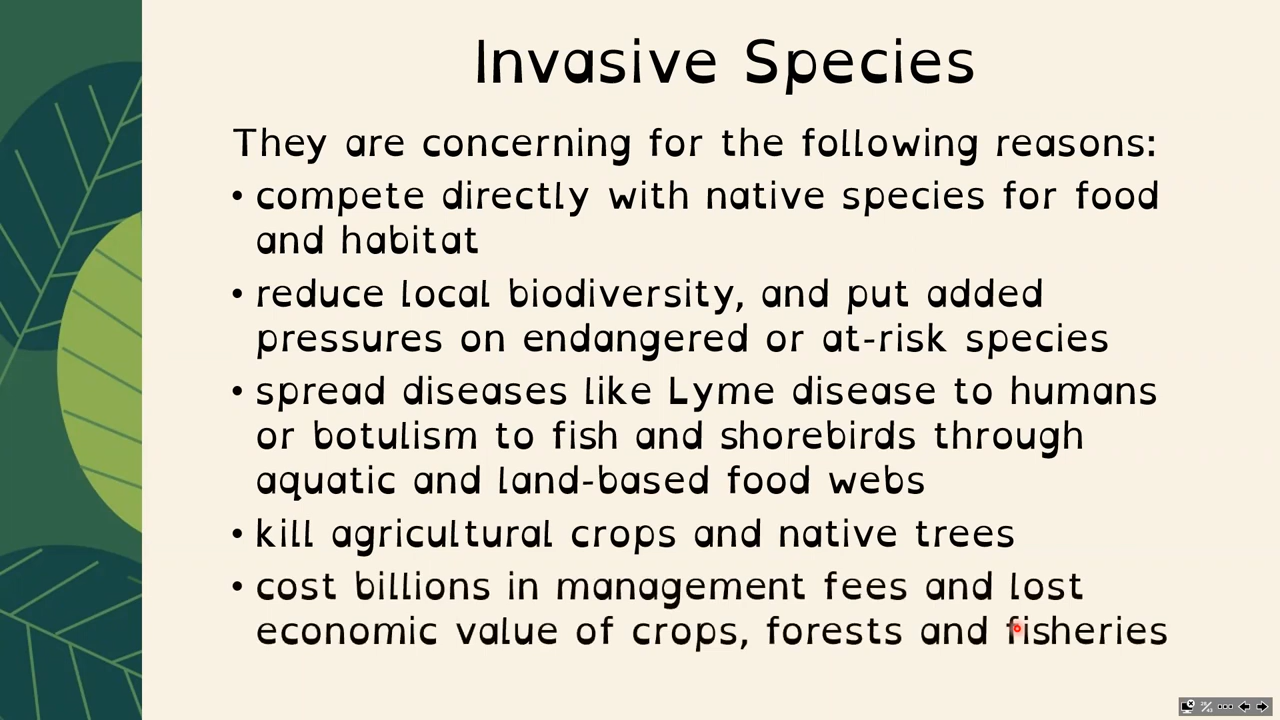 Invasive Species
They are concerning for the following reasons:
• compete directly with native species for food
and habitat
• reduce local biodiversity, and put added
pressures on endangered or at-risk species
• spread diseases like Lyme disease to humans
or botulism to fish and shorebirds through
aquatic and land-based food webs
• kill agricultural crops and native trees
• cost billions in management fees and lost
economic value of crops, forests and fisheries